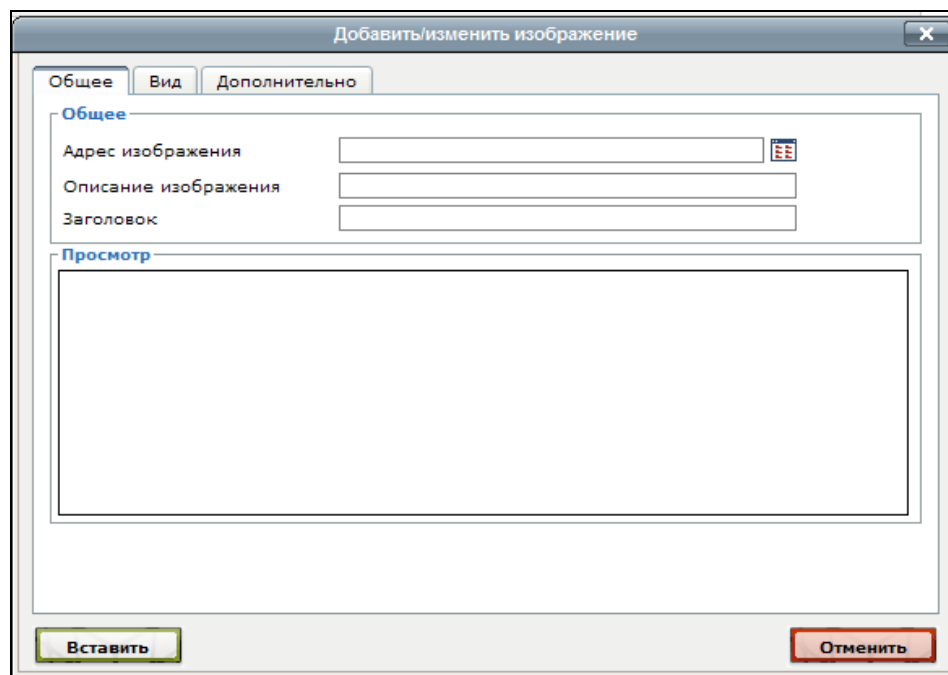 Добавить/изменить изображение
Общее Вид Дополнительно
Общее
Адрес изображения
Описание изображения
Заголовок
Просмотр
Вставить Отменить